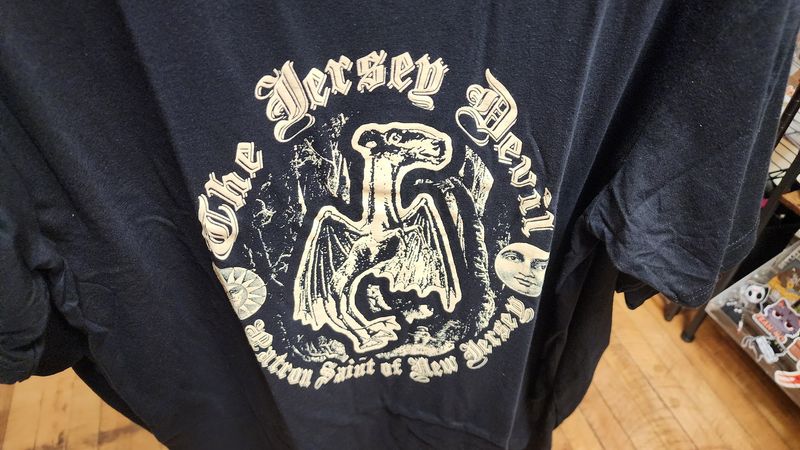 The Jersey Devil
Patron Saint of New Jersey